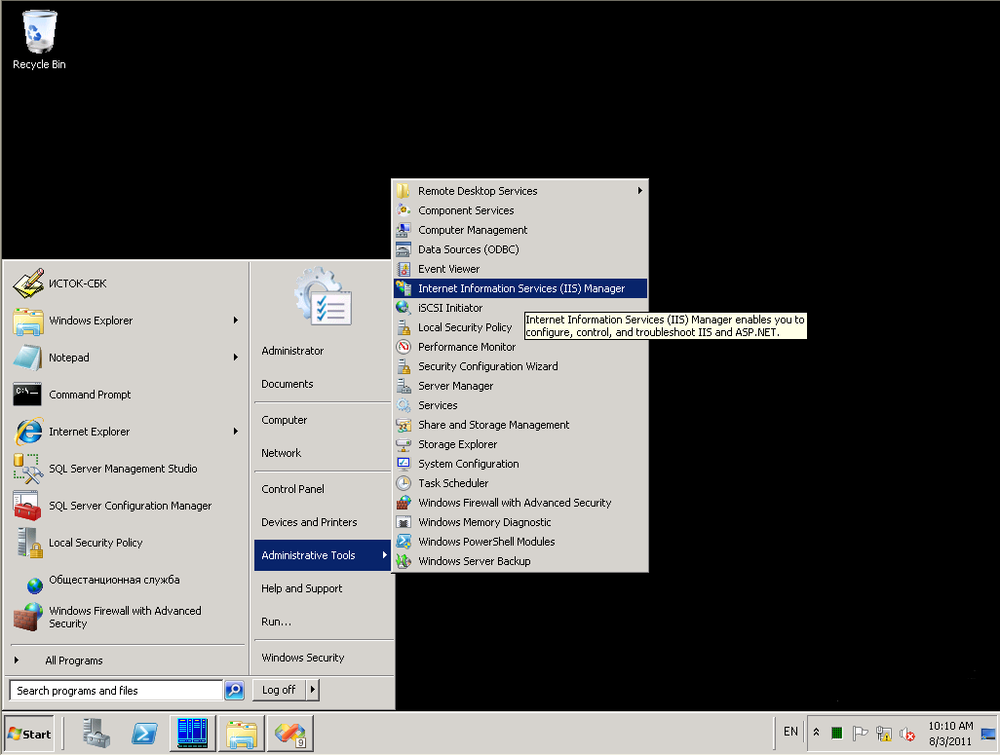 Recycle Bin
Remote Desktop Services
Component Services
Computer Management
Data Sources (ODBC)
Event Viewer
Internet Information Services (IIS) Manager
iSCSI Initiator
Local Security Policy
Performance Monitor
Security Configuration Wizard
Server Manager
Services
Share and Storage Management
Storage Explorer
System Configuration
Task Scheduler
Windows Firewall with Advanced Security
Windows Memory Diagnostic
Windows PowerShell Modules
Windows Server Backup
Internet Information Services (IIS) Manager enables you to
configure, control, and troubleshoot IIS and ASP.NET.
ИСТОК-СБК
Windows Explorer
Notepad
C:\_
Command Prompt
Internet Explorer
SQL Server Management Studio
SQL Server Configuration Manager
Local Security Policy
Общестанционная служба
Windows Firewall with Advanced
Security
All Programs
Search programs and files
Administrator
Documents
Computer
Network
Control Panel
Devices and Printers
Administrative Tools
Help and Support
Run...
Windows Security
Log off
Start
9
EN
10:10 AM
8/3/2011